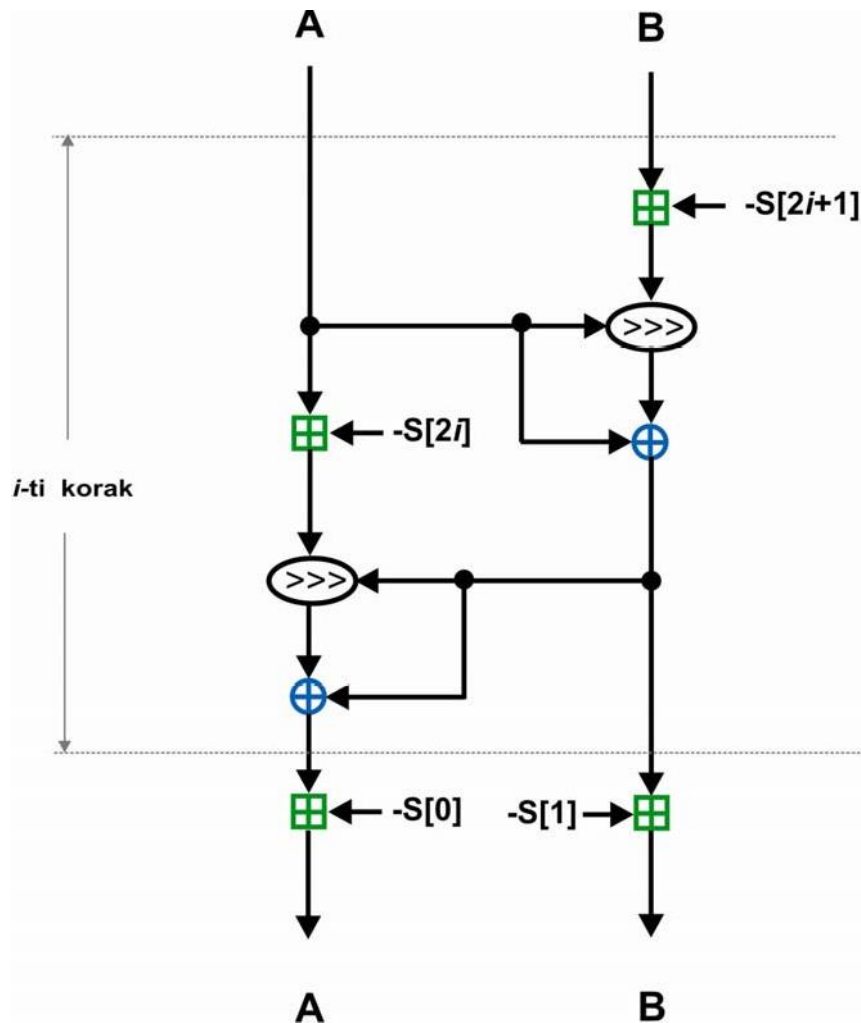 A B
-S[2i+1]
>>>
-S[2i]
i-ti korak
>>>
-S[0] -S[1]
A B